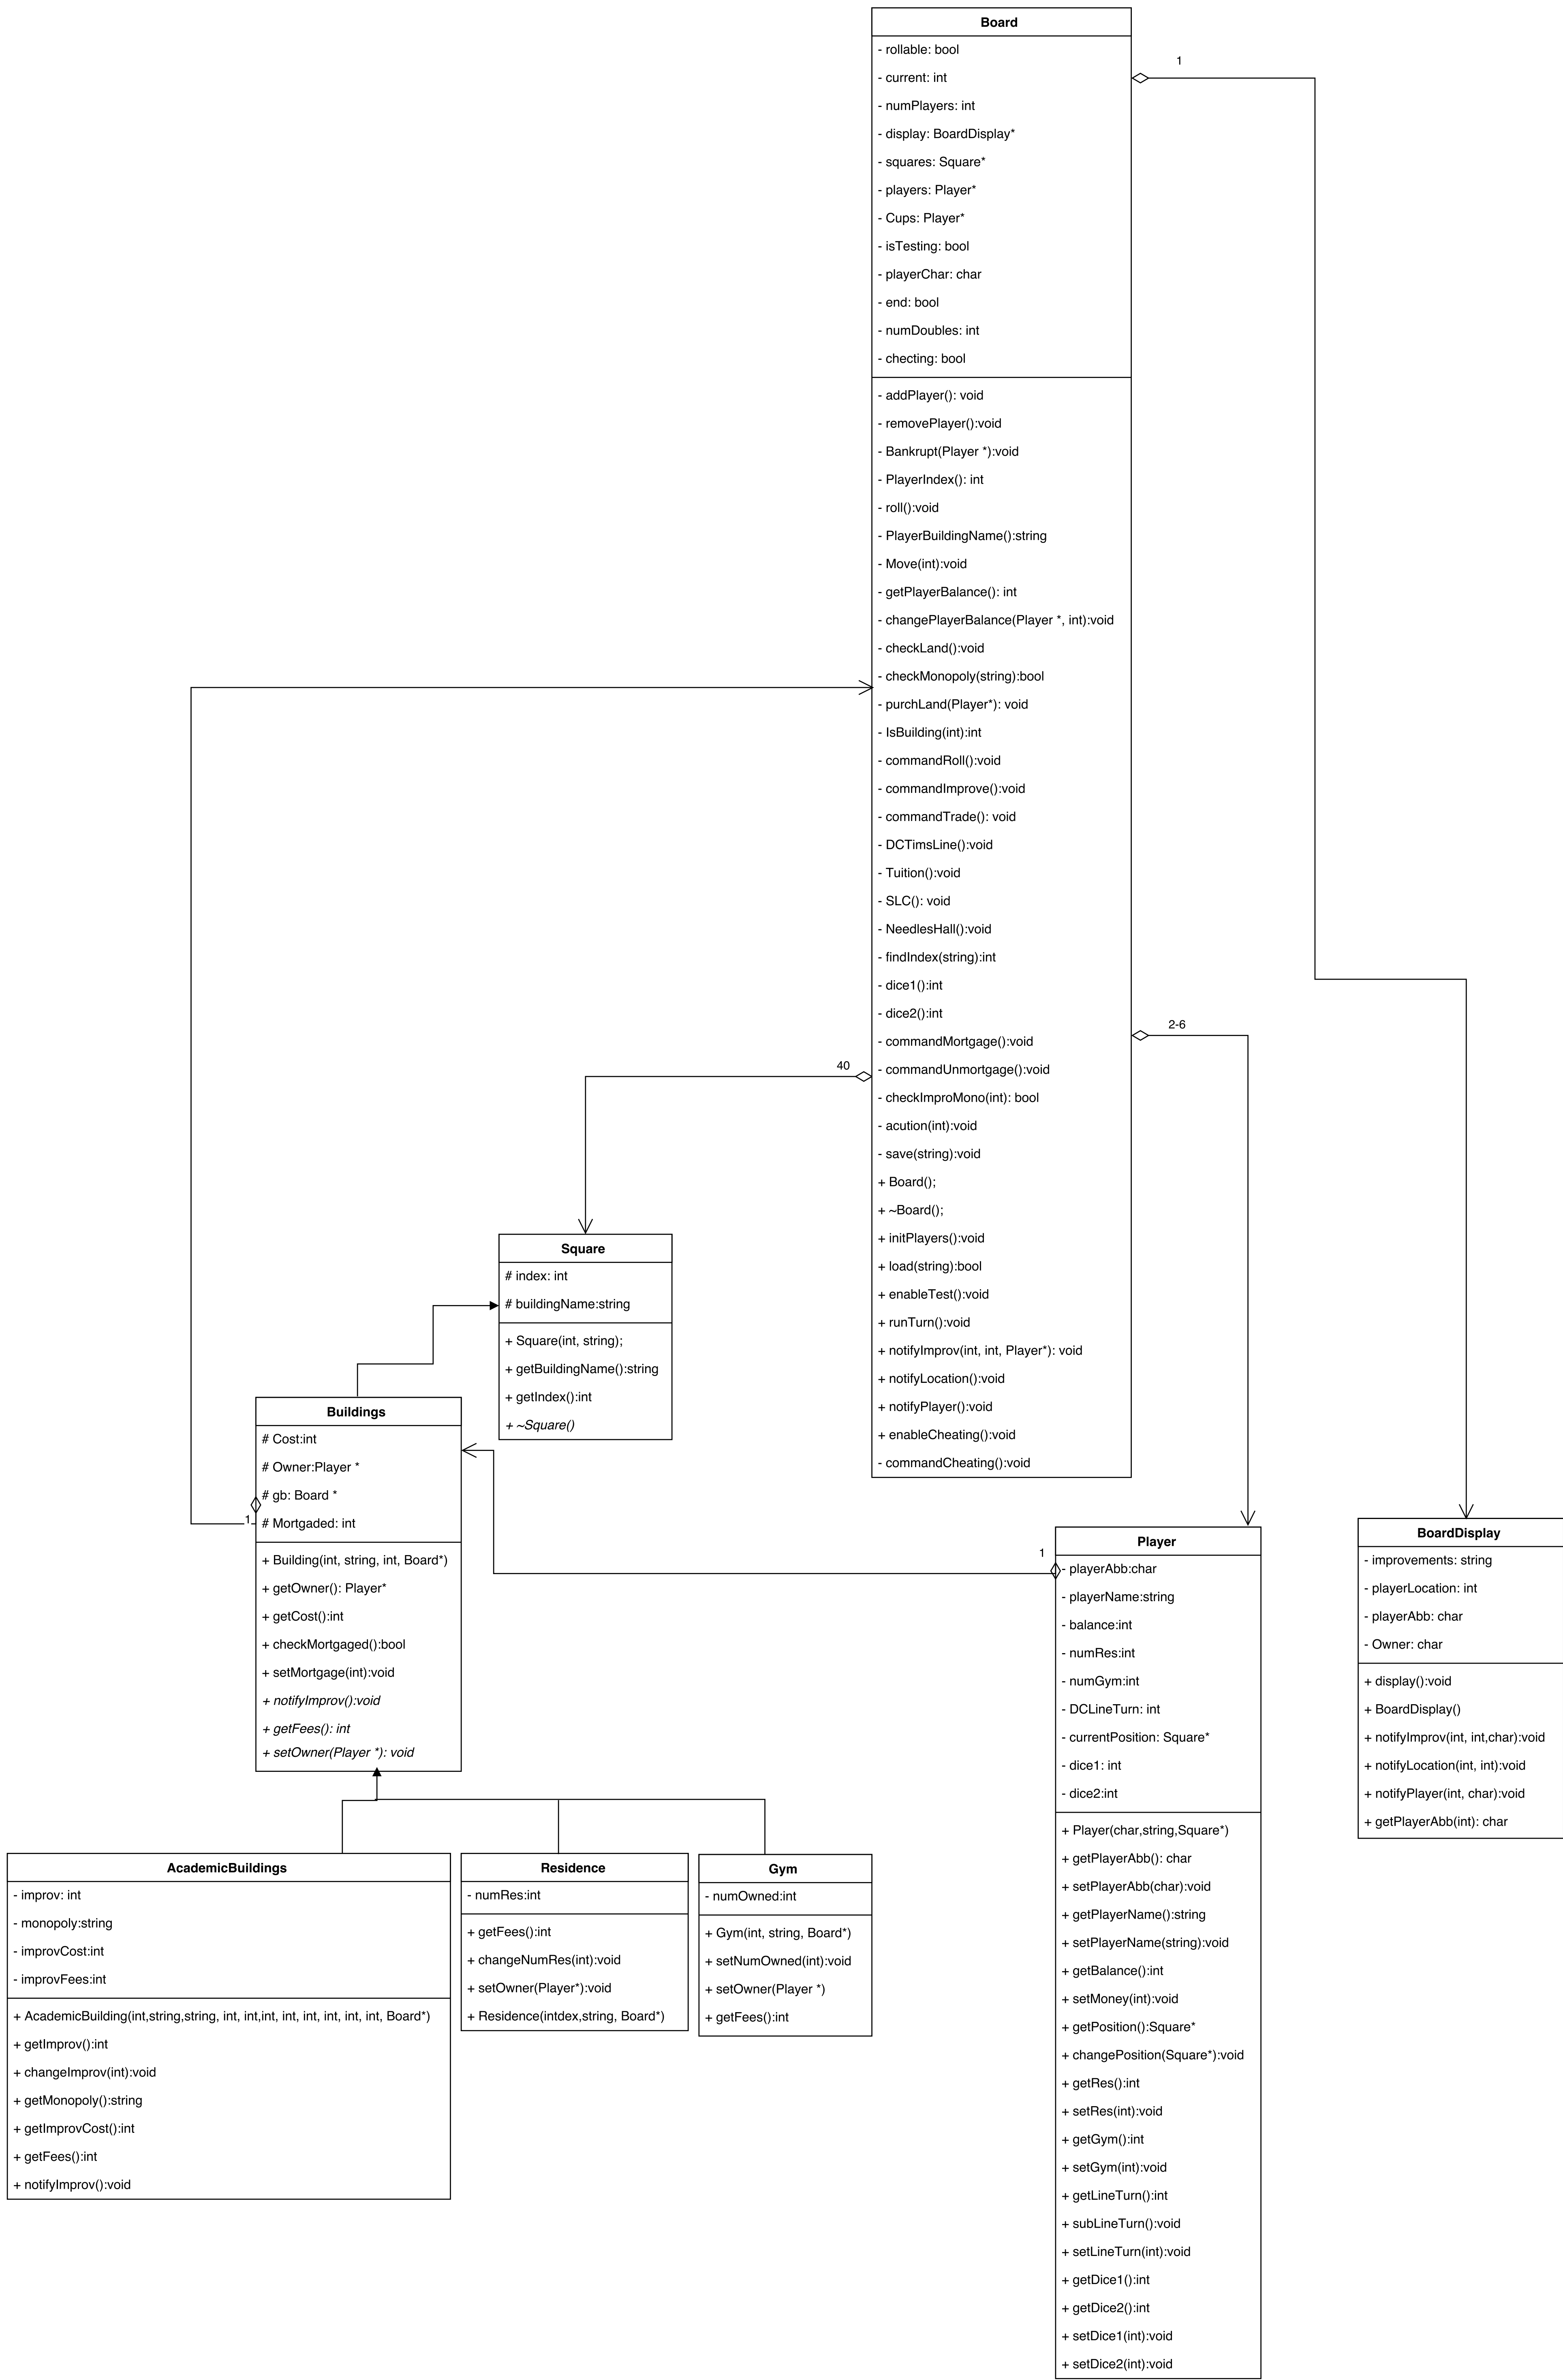 Board
- rollable: bool
- current: int
- numPlayers: int
- display: BoardDisplay*
- squares: Square*
- players: Player*
- Cups: Player*
- isTesting: bool
- playerChar: char
- end: bool
- numDoubles: int
- checting: bool
- addPlayer(): void
- removePlayer():void
- Bankrupt(Player *):void
- PlayerIndex(): int
- roll():void
- PlayerBuildingName():string
- Move(int):void
- getPlayerBalance(): int
- changePlayerBalance(Player *, int):void
- checkLand():void
- checkMonopoly(string):bool
- purchLand(Player*): void
- IsBuilding(int):int
- commandRoll():void
- commandImprove():void
- commandTrade(): void
- DCTimsLine():void
- Tuition():void
- SLC(): void
- NeedlesHall():void
- findIndex(string):int
- dice1():int
- dice2():int
- commandMortgage():void
- commandUnmortgage():void
- checkImproMono(int): bool
- acution(int):void
- save(string):void
+ Board();
+ ~Board();
+ initPlayers():void
+ load(string):bool
+ enableTest():void
+ runTurn():void
+ notifyImprov(int, int, Player*): void
+ notifyLocation():void
+ notifyPlayer():void
+ enableCheating():void
- commandCheating():void
1
2-6
40
Square
# index: int
# buildingName:string
+ Square(int, string);
+ getBuildingName():string
+ getIndex():int
+ ~Square()
Buildings
# Cost:int
# Owner:Player *
# gb: Board *
# Mortgaded: int
+ Building(int, string, int, Board*)
+ getOwner(): Player*
+ getCost():int
+ checkMortgaged():bool
+ setMortgage(int):void
+ notifyImprov():void
+ getFees(): int
+ setOwner(Player *): void
1
1
Player
- playerAbb:char
- playerName:string
- balance:int
- numRes:int
- numGym:int
- DCLineTurn: int
- currentPosition: Square*
- dice1: int
- dice2:int
+ Player(char,string,Square*)
+ getPlayerAbb(): char
+ setPlayerAbb(char):void
+ getPlayerName():string
+ setPlayerName(string):void
+ getBalance():int
+ setMoney(int):void
+ getPosition():Square*
+ changePosition(Square*):void
+ getRes():int
+ setRes(int):void
+ getGym():int
+ setGym(int):void
+ getLineTurn():int
+ subLineTurn():void
+ setLineTurn(int):void
+ getDice1():int
+ getDice2():int
+ setDice1(int):void
+ setDice2(int):void
BoardDisplay
- improvements: string
- playerLocation: int
- playerAbb: char
- Owner: char
+ display():void
+ BoardDisplay()
+ notifyImprov(int, int,char):void
+ notifyLocation(int, int):void
+ notifyPlayer(int, char):void
+ getPlayerAbb(int): char
AcademicBuildings
- improv: int
- monopoly:string
- improvCost:int
- improvFees:int
+ AcademicBuilding(int,string,string, int, int,int, int, int, int, int, int, Board*)
+ getImprov():int
+ changeImprov(int):void
+ getMonopoly():string
+ getImprovCost():int
+ getFees():int
+ notifyImprov():void
Residence
- numRes:int
+ getFees():int
+ changeNumRes(int):void
+ setOwner(Player*):void
+ Residence(intdex,string, Board*)
Gym
- numOwned:int
+ Gym(int, string, Board*)
+ setNumOwned(int):void
+ setOwner(Player *)
+ getFees():int